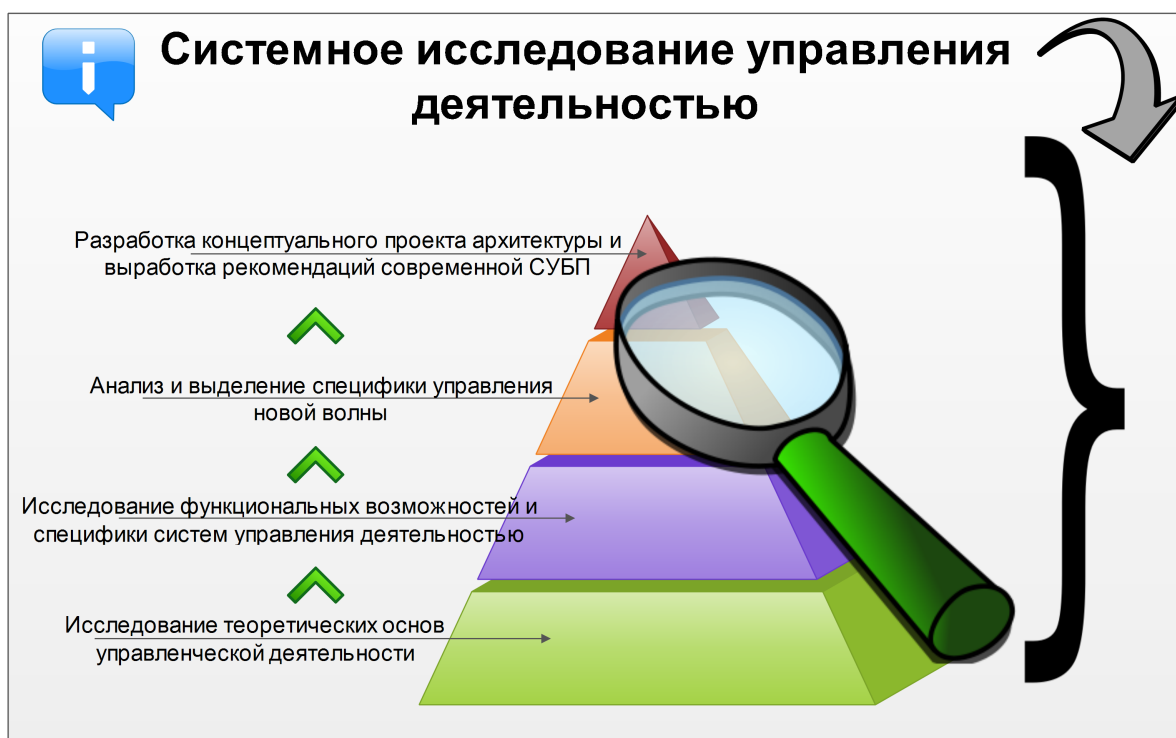 Системное исследование управления
деятельностью
Разработка концептуального проекта архитектуры и
выработка рекомендаций современной СУБП
Анализ и выделение специфики управления
новой волны
Исследование функциональных возможностей и
специфики систем управления деятельностью
Исследование теоретических основ
управленческой деятельности